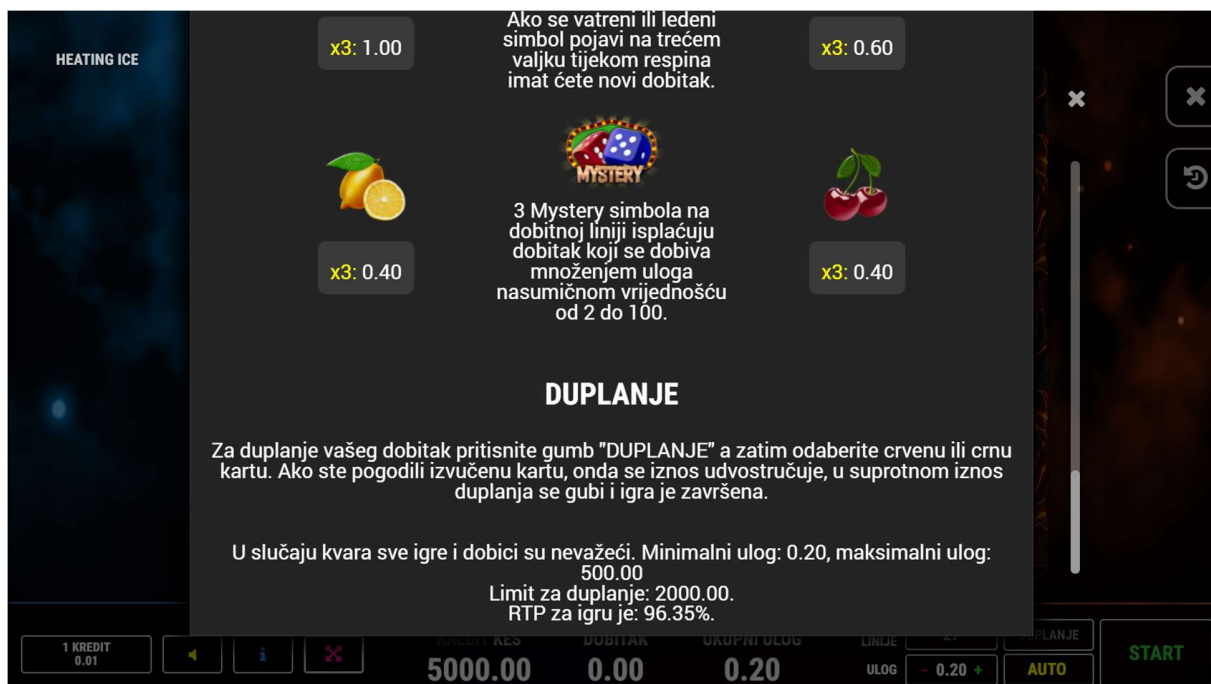 HEATING ICE
x3: 1.00
Ako se vatreni ili ledeni
simbol pojavi na trećem
valjku tijekom respina
imat ćete novi dobitak.
x3: 0.60
MYSTERY
3 Mystery simbola na
dobitnoj liniji isplaćuju
dobitak koji se dobiva
množenjem uloga
nasumičnom vrijednošću
od 2 do 100.
x3: 0.40
x3: 0.40
DUPLANJE
Za duplanje vašeg dobitak pritisnite gumb "DUPLANJE" a zatim odaberite crvenu ili crnu
kartu. Ako ste pogodili izvučenu kartu, onda se iznos udvostručuje, u suprotnom iznos
duplanja se gubi i igra je završena.
U slučaju kvara sve igre i dobici su nevažeći. Minimalni ulog: 0.20, maksimalni ulog:
500.00
Limit za duplanje: 2000.00.
RTP za igru je: 96.35%.
1 KREDIT
0.01
KREDIT KEŠ
5000.00
DOBITAK
0.00
UKUPNI ULOG
0.20
LINIJE
ULOG
- 0.20 +
DUPLANJE
AUTO
START